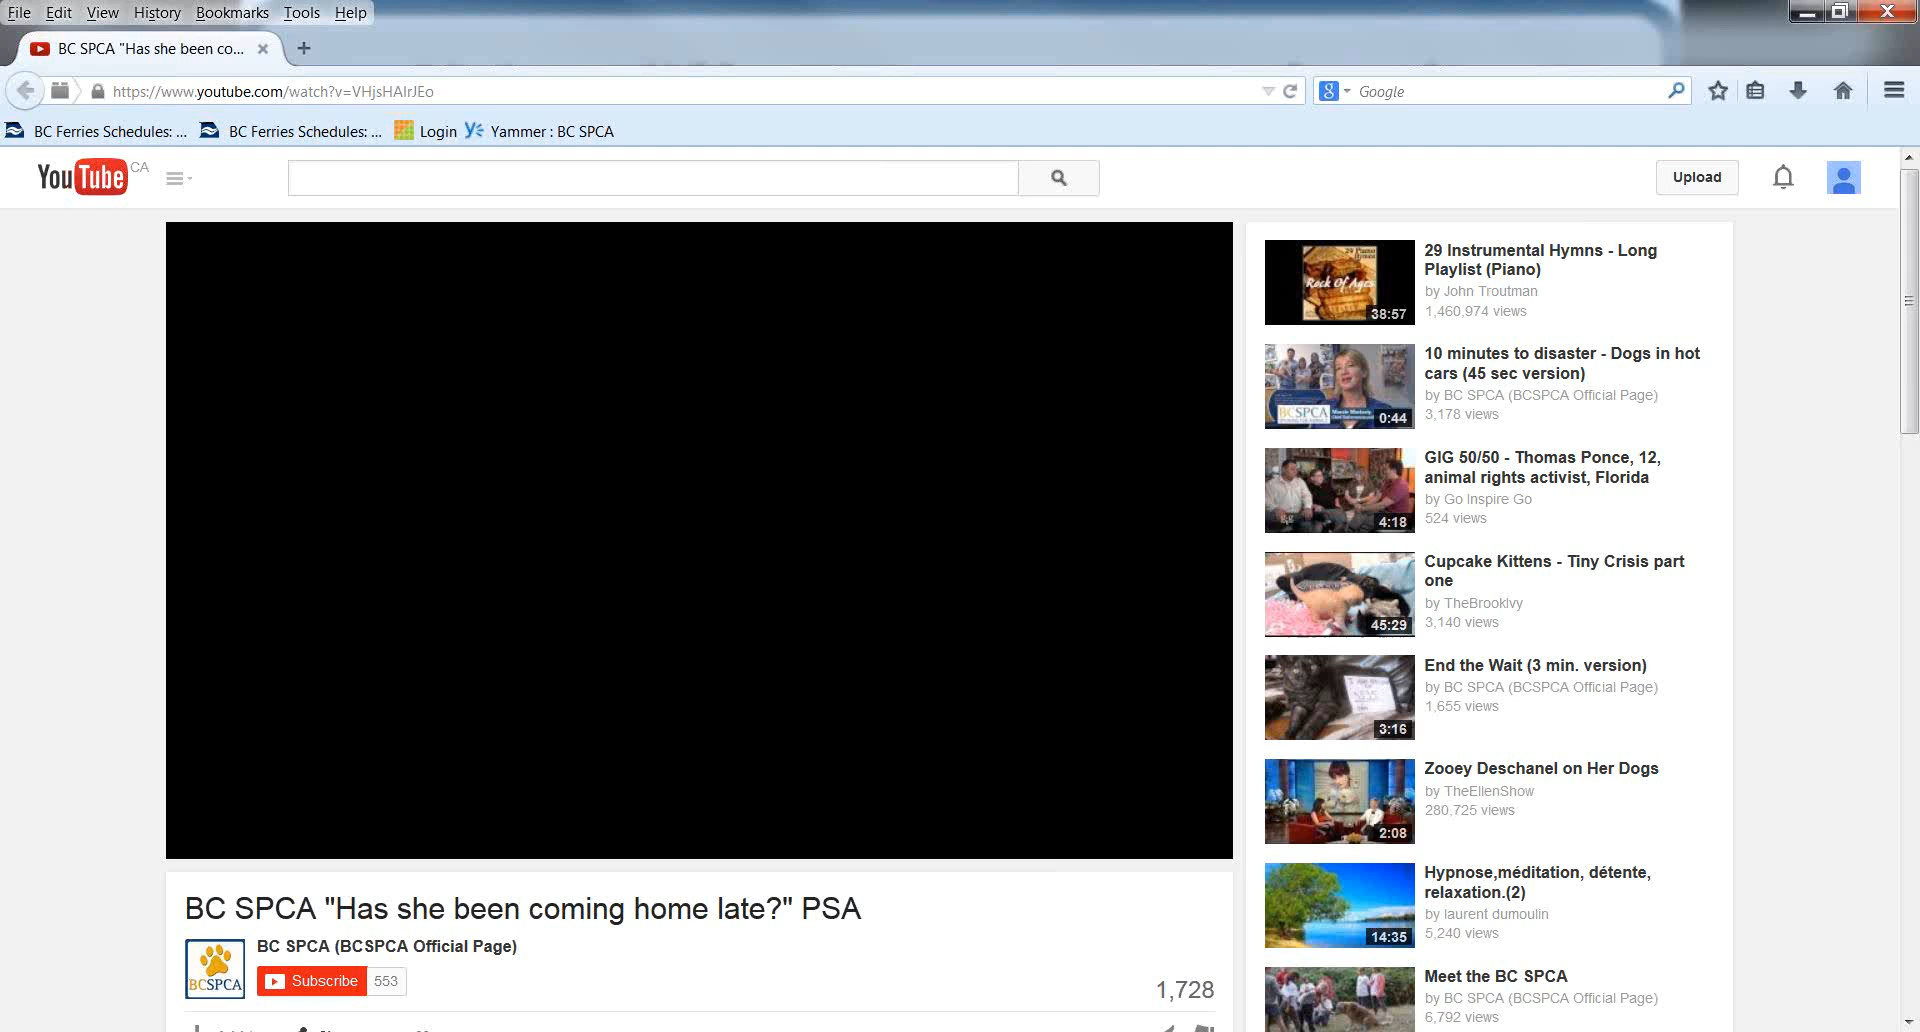 File Edit View History Bookmarks Tools Help
BC SPCA "Has she been co...
https://www.youtube.com/watch?v=VHjsHAIrJEo
Google
BC Ferries Schedules: ... BC Ferries Schedules: ... Login Yammer : BC SPCA
YouTube CA
Upload
29 Instrumental Hymns - Long
Playlist (Piano)
by John Troutman
1,460,974 views
Rock Of Ages
38:57
10 minutes to disaster - Dogs in hot
cars (45 sec version)
by BC SPCA (BCSPCA Official Page)
3,178 views
BCSPCA
0:44
GIG 50/50 - Thomas Ponce, 12,
animal rights activist, Florida
by Go Inspire Go
524 views
4:18
Cupcake Kittens - Tiny Crisis part
one
by TheBrookIvy
3,140 views
45:29
End the Wait (3 min. version)
by BC SPCA (BCSPCA Official Page)
1,655 views
3:16
Zooey Deschanel on Her Dogs
by TheEllenShow
280,725 views
2:08
Hypnose,méditation, détente,
relaxation.(2)
by laurent dumoulin
5,240 views
14:35
Meet the BC SPCA
by BC SPCA (BCSPCA Official Page)
6,792 views
BC SPCA "Has she been coming home late?" PSA
BC SPCA (BCSPCA Official Page)
BCSPCA
Subscribe 553
1,728